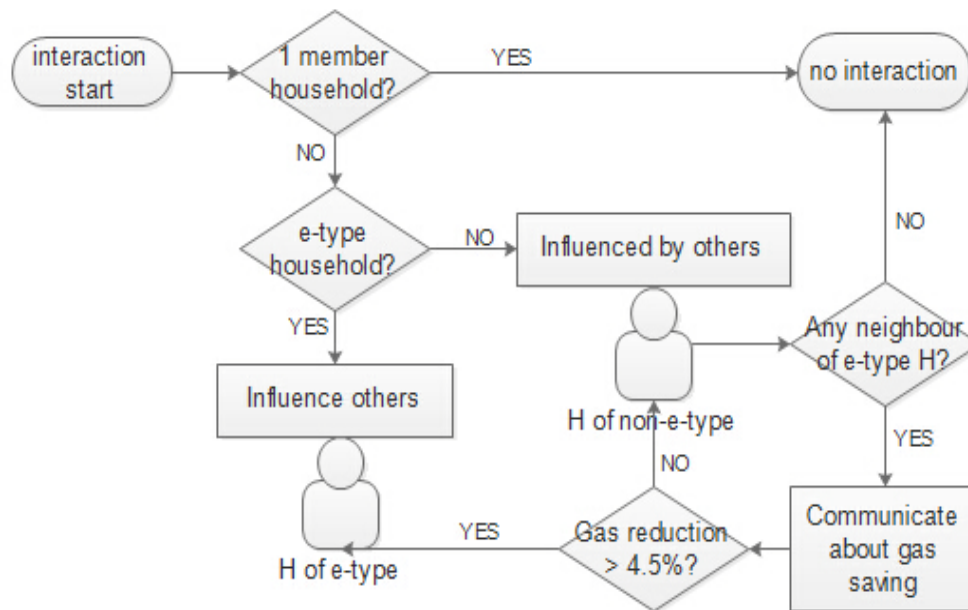 interaction
start
1 member
household?
YES
no interaction
NO
e-type
household?
NO
Influenced by others
NO
YES
Any neighbour
of e-type H?
Influence others
H of non-e-type
YES
NO
Communicate
about gas
saving
Gas reduction
> 4.5%?
YES
H of e-type